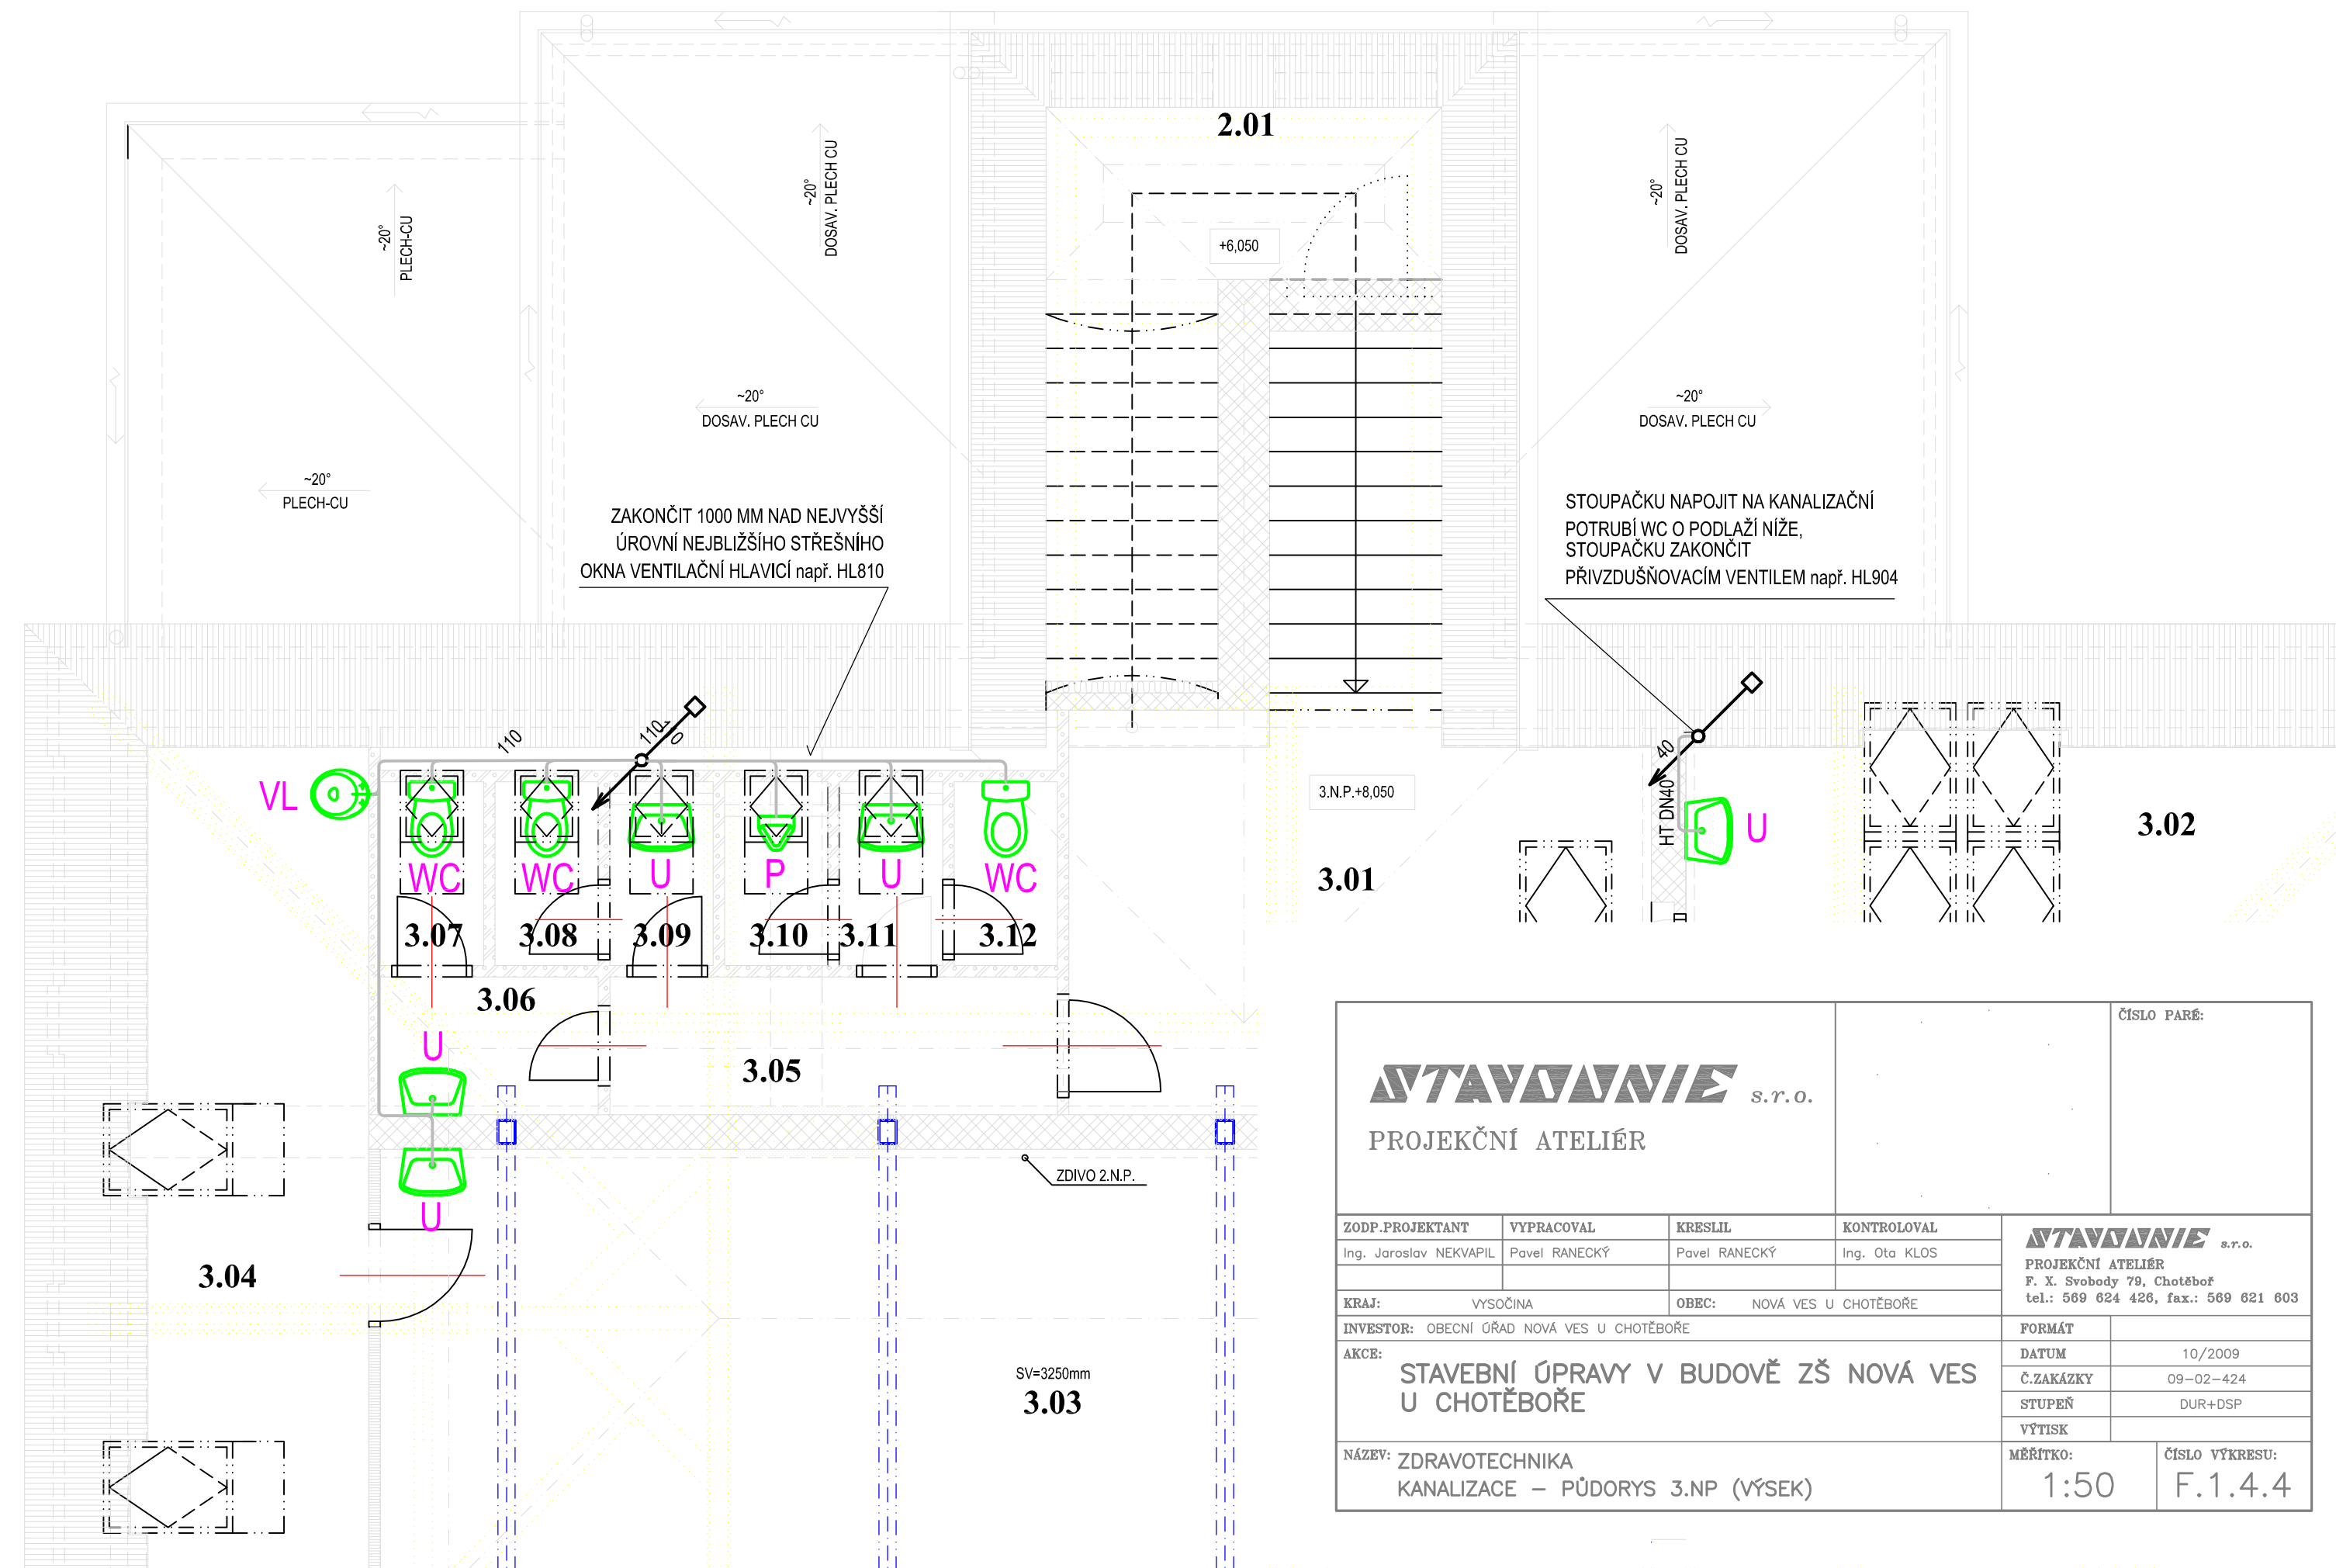 2.01
~20°
PLECH-CU
~20°
DOSAV. PLECH CU
~20°
DOSAV. PLECH CU
+6,050
~20°
DOSAV. PLECH CU
~20°
DOSAV. PLECH CU
~20°
PLECH-CU
ZAKONČIT 1000 MM NAD NEJVYŠŠÍ
ÚROVNÍ NEJBLIŽŠÍHO STŘEŠNÍHO
OKNA VENTILAČNÍ HLAVICÍ např. HL810
STOUPAČKU NAPOJIT NA KANALIZAČNÍ
POTRUBÍ WC O PODLAŽÍ NÍŽE,
STOUPAČKU ZAKONČIT
PŘIVZDUŠŇOVACÍM VENTILEM např. HL904
110
110
40
HT DN40
VL
WC
WC
U
P
U
WC
U
3.N.P.+8,050
3.01
3.02
3.07
3.08
3.09
3.10
3.11
3.12
3.06
3.05
U
U
ZDIVO 2.N.P.
3.04
SV=3250mm
3.03
STAVODNIE s.r.o.
PROJEKČNÍ ATELIÉR
ČÍSLO PARÉ:
ZODP.PROJEKTANT VYPRACOVAL KRESLIL KONTROLOVAL
Ing. Jaroslav NEKVAPIL Pavel RANECKÝ Pavel RANECKÝ Ing. Ota KLOS
STAVODNIE s.r.o.
PROJEKČNÍ ATELIÉR
F. X. Svobody 79, Chotěboř
tel.: 569 624 426, fax.: 569 621 603
KRAJ: VYSOČINA OBEC: NOVÁ VES U CHOTĚBOŘE
INVESTOR: OBECNÍ ÚŘAD NOVÁ VES U CHOTĚBOŘE
AKCE: STAVEBNÍ ÚPRAVY V BUDOVĚ ZŠ NOVÁ VES
U CHOTĚBOŘE
FORMÁT
DATUM 10/2009
Č.ZAKÁZKY 09-02-424
STUPEŇ DUR+DSP
VÝTISK
NÁZEV: ZDRAVOTECHNIKA
KANALIZACE – PŮDORYS 3.NP (VÝSEK)
MĚŘÍTKO:
1:50
ČÍSLO VÝKRESU:
F.1.4.4